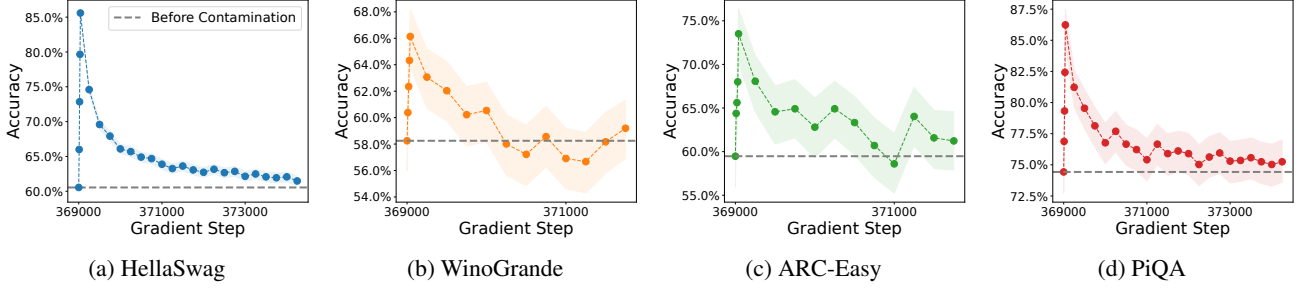 85.0%
80.0%
75.0%
70.0%
65.0%
60.0%
Accuracy
Before Contamination
369000
371000
373000
Gradient Step
(a) HellaSwag
68.0%
66.0%
64.0%
62.0%
60.0%
58.0%
56.0%
54.0%
Accuracy
369000
371000
Gradient Step
(b) WinoGrande
75.0%
70.0%
65.0%
60.0%
55.0%
Accuracy
369000
371000
Gradient Step
(c) ARC-Easy
87.5%
85.0%
82.5%
80.0%
77.5%
75.0%
72.5%
Accuracy
369000
371000
373000
Gradient Step
(d) PiQA